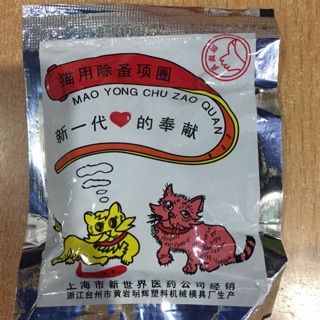 猫用除蚤项圈
MAO YONG CHU ZAO QUAN
新一代❤的奉献
上海市新世界医药公司经销
浙江台州市黄岩明辉塑料机械模具厂生产